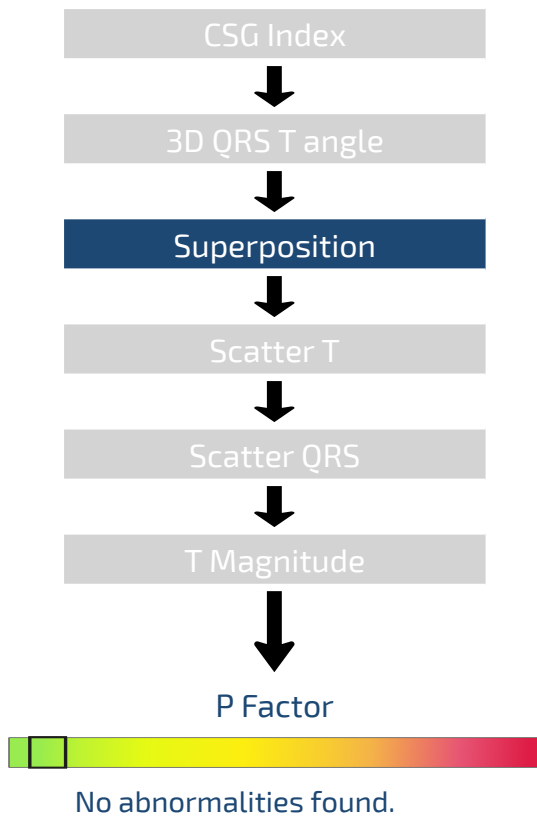 CSG Index
3D QRS T angle
Superposition
Scatter T
Scatter QRS
T Magnitude
P Factor
No abnormalities found.